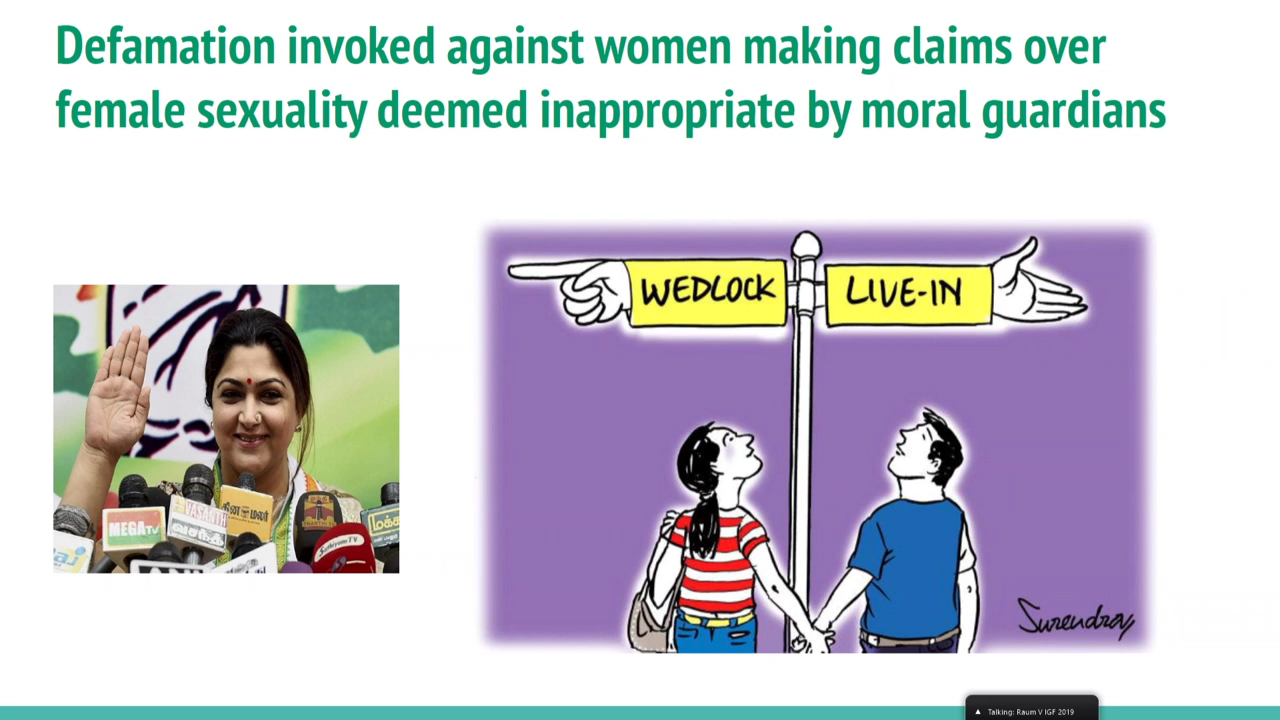 Defamation invoked against women making claims over
female sexuality deemed inappropriate by moral guardians
WEDLOCK
LIVE-IN
MEGA TV
VASANTH
வசந்த்
Surendra
▲ Talking: Raum V IGF 2019